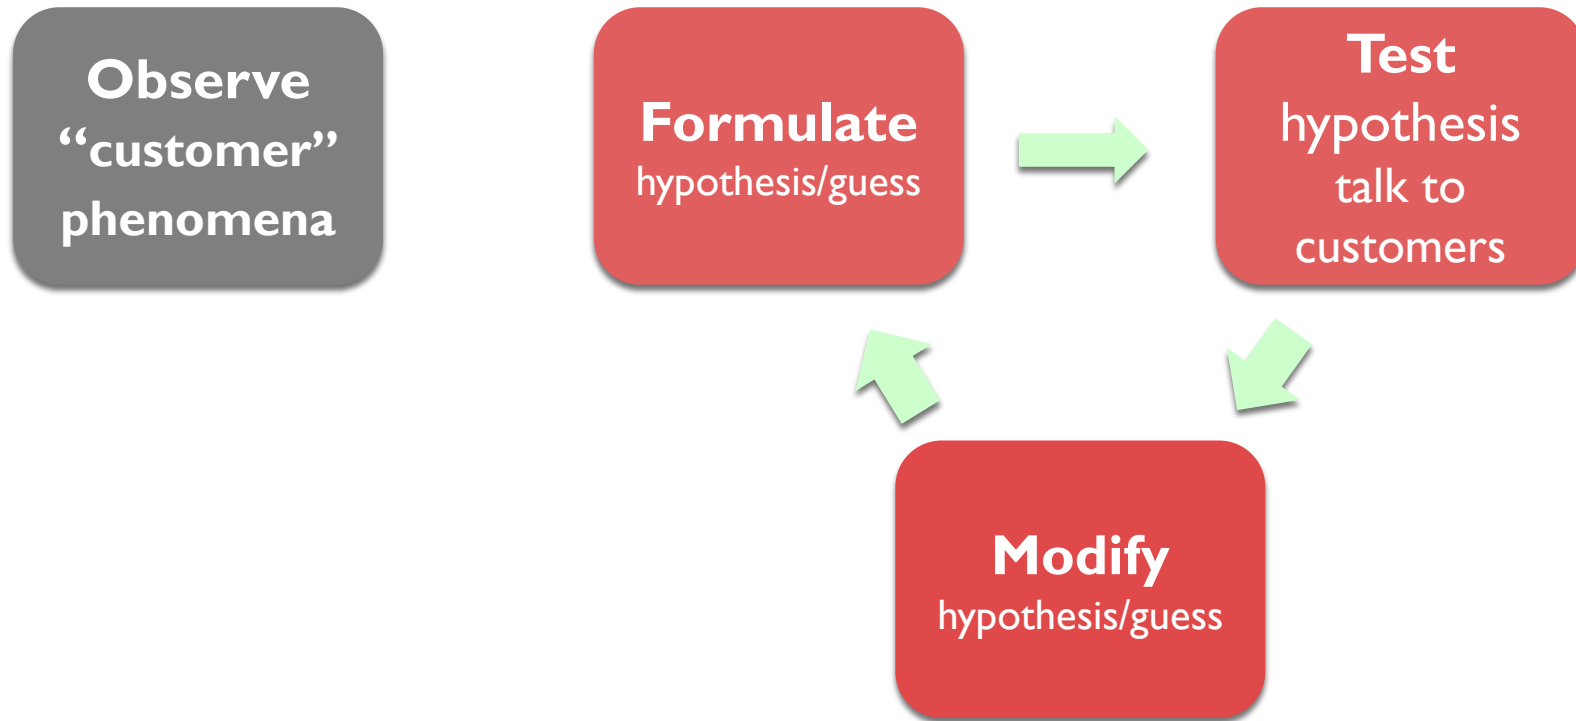 Observe
“customer”
phenomena
Formulate
hypothesis/guess
Test
hypothesis
talk to
customers
Modify
hypothesis/guess